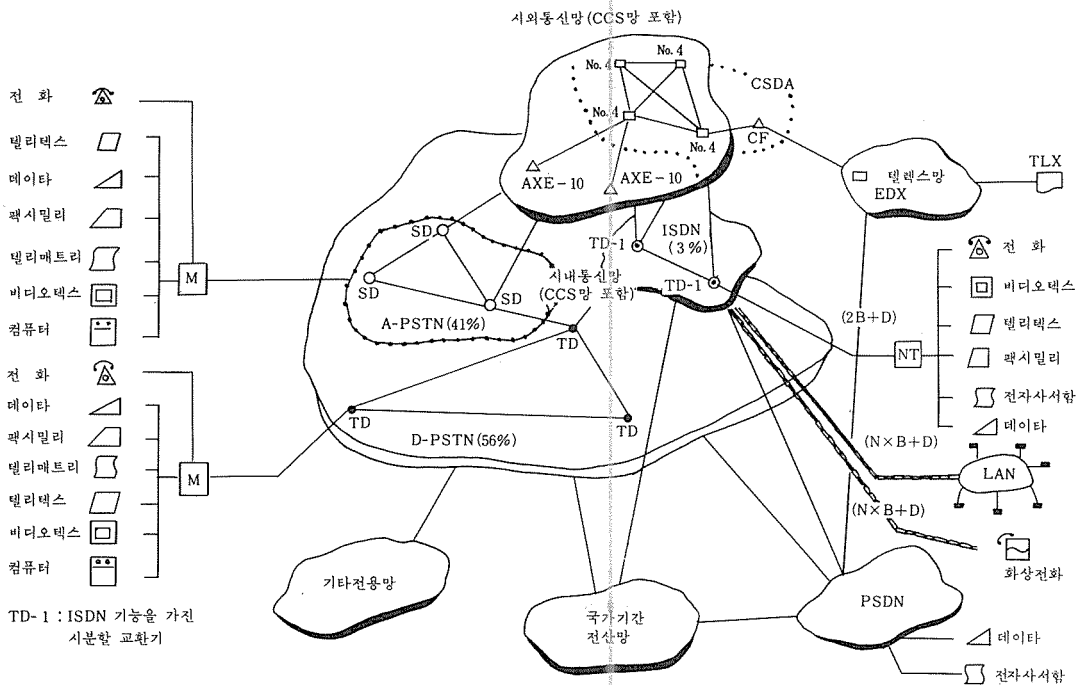 시외통신망(CCS망 포함)
No. 4
No. 4
No. 4
No. 4
CSDA
CF
AXE-10
AXE-10
텔렉스망
EDX
TLX
전 화
텔리텍스
데이타
팩시밀리
텔리매트리
비디오텍스
컴퓨터
M
SD
SD
SD
A-PSTN(41%)
시내통신망
(CCS망 포함)
TD-1
ISDN
(3%)
TD-1
TD
TD
TD
D-PSTN(56%)
(2B+D)
NT
전 화
비디오텍스
텔리텍스
팩시밀리
전자사서함
데이타
(N×B+D)
LAN
(N×B+D)
화상전화
전 화
데이타
팩시밀리
텔리매트리
텔리텍스
비디오텍스
컴퓨터
M
기타전용망
국가기간
전산망
PSDN
데이타
전자사서함
TD-1 : ISDN 기능을 가진
시분할 교환기